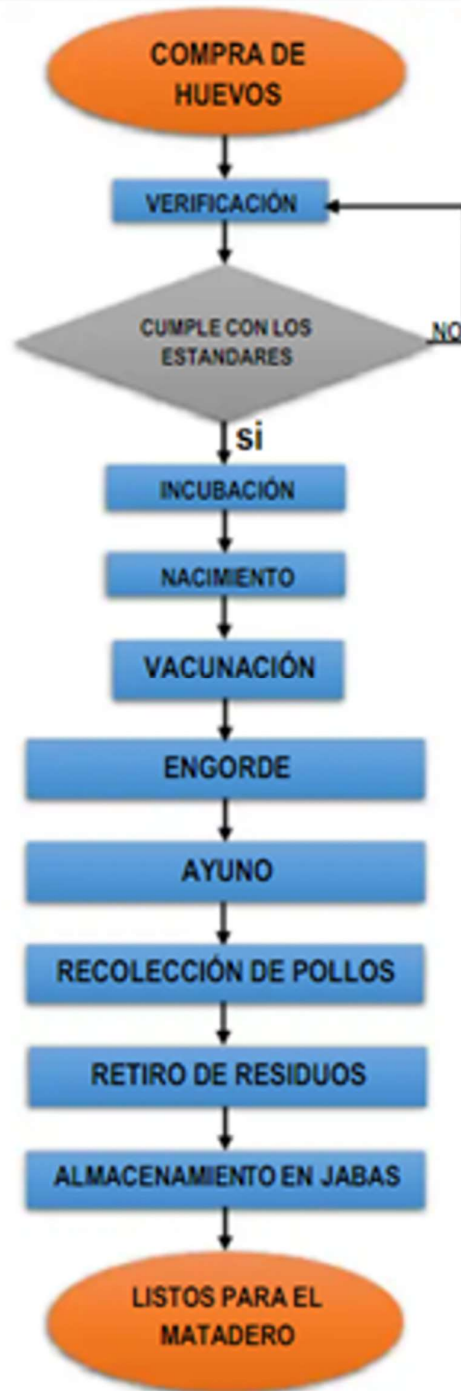 COMPRA DE
HUEVOS
VERIFICACIÓN
CUMPLE CON LOS
ESTANDARES
NO
si
INCUBACIÓN
NACIMIENTO
VACUNACIÓN
ENGORDE
AYUNO
RECOLECCIÓN DE POLLOS
RETIRO DE RESIDUOS
ALMACENAMIENTO EN JABAS
LISTOS PARA EL
MATADERO